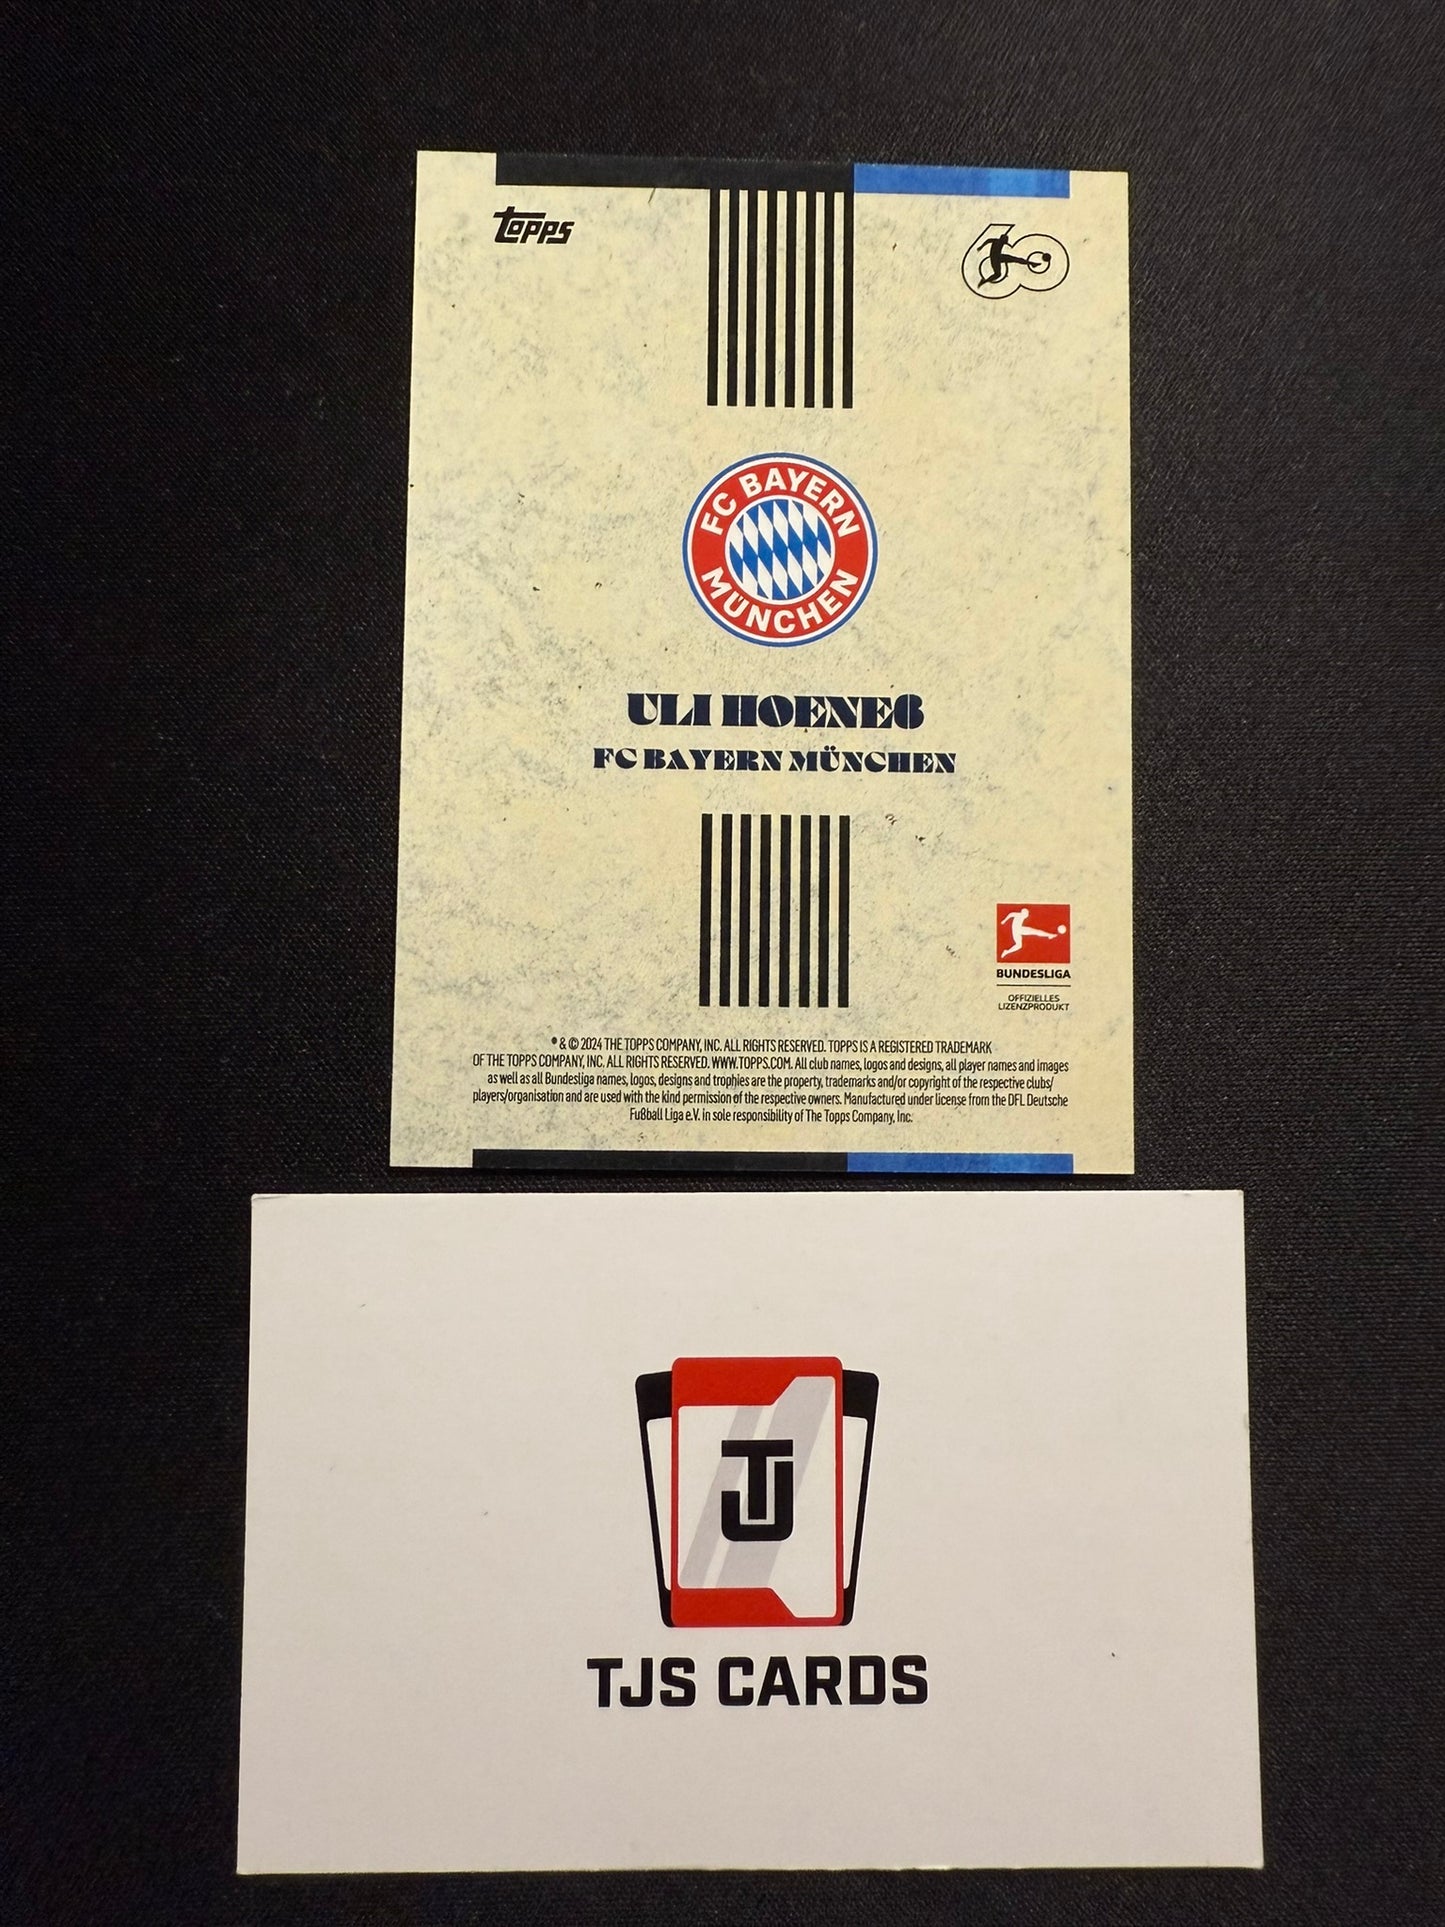 topps
60
FC BAYERN
MÜNCHEN
ULI HOENEß
FC BAYERN MÜNCHEN
BUNDESLIGA
OFFIZIELLES
LIZENZPRODUKT
® & © 2024 THE TOPPS COMPANY, INC. ALL RIGHTS RESERVED. TOPPS IS A REGISTERED TRADEMARK
OF THE TOPPS COMPANY, INC. ALL RIGHTS RESERVED. WWW.TOPPS.COM. All club names, logos and designs, all player names and images
as well as all Bundesliga names, logos, designs and trophies are the property, trademarks and/or copyright of the respective clubs/
players/organisation and are used with the kind permission of the respective owners. Manufactured under license from the DFL Deutsche
Fußball Liga e.V. in sole responsibility of The Topps Company, Inc.
TJ
TJS CARDS